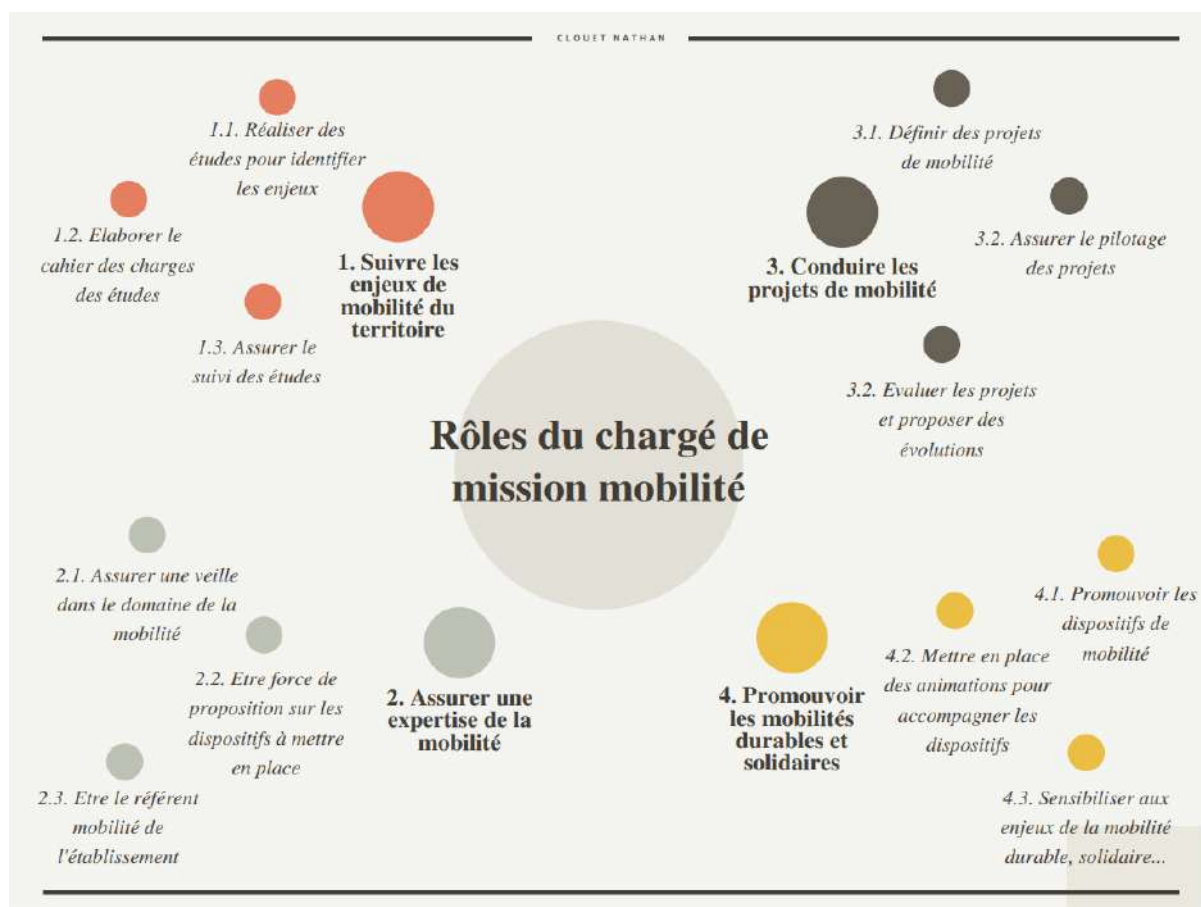 CLOUET NATHAN
1.1. Réaliser des
études pour identifier
les enjeux
1.2. Elaborer le
cahier des charges
des études
1. Suivre les
enjeux de
mobilité du
territoire
1.3. Assurer le
suivi des études
3.1. Définir des projets
de mobilité
3.2. Assurer le pilotage
des projets
3. Conduire les
projets de mobilité
3.2. Evaluer les projets
et proposer des
évolutions
Rôles du chargé de
mission mobilité
2.1. Assurer une veille
dans le domaine de la
mobilité
2.2. Etre force de
proposition sur les
dispositifs à mettre
en place
2. Assurer une
expertise de la
mobilité
2.3. Etre le référent
mobilité de
l'établissement
4.1. Promouvoir les
dispositifs de
mobilité
4.2. Mettre en place
des animations pour
accompagner les
dispositifs
4. Promouvoir
les mobilités
durables et
solidaires
4.3. Sensibiliser aux
enjeux de la mobilité
durable, solidaire...